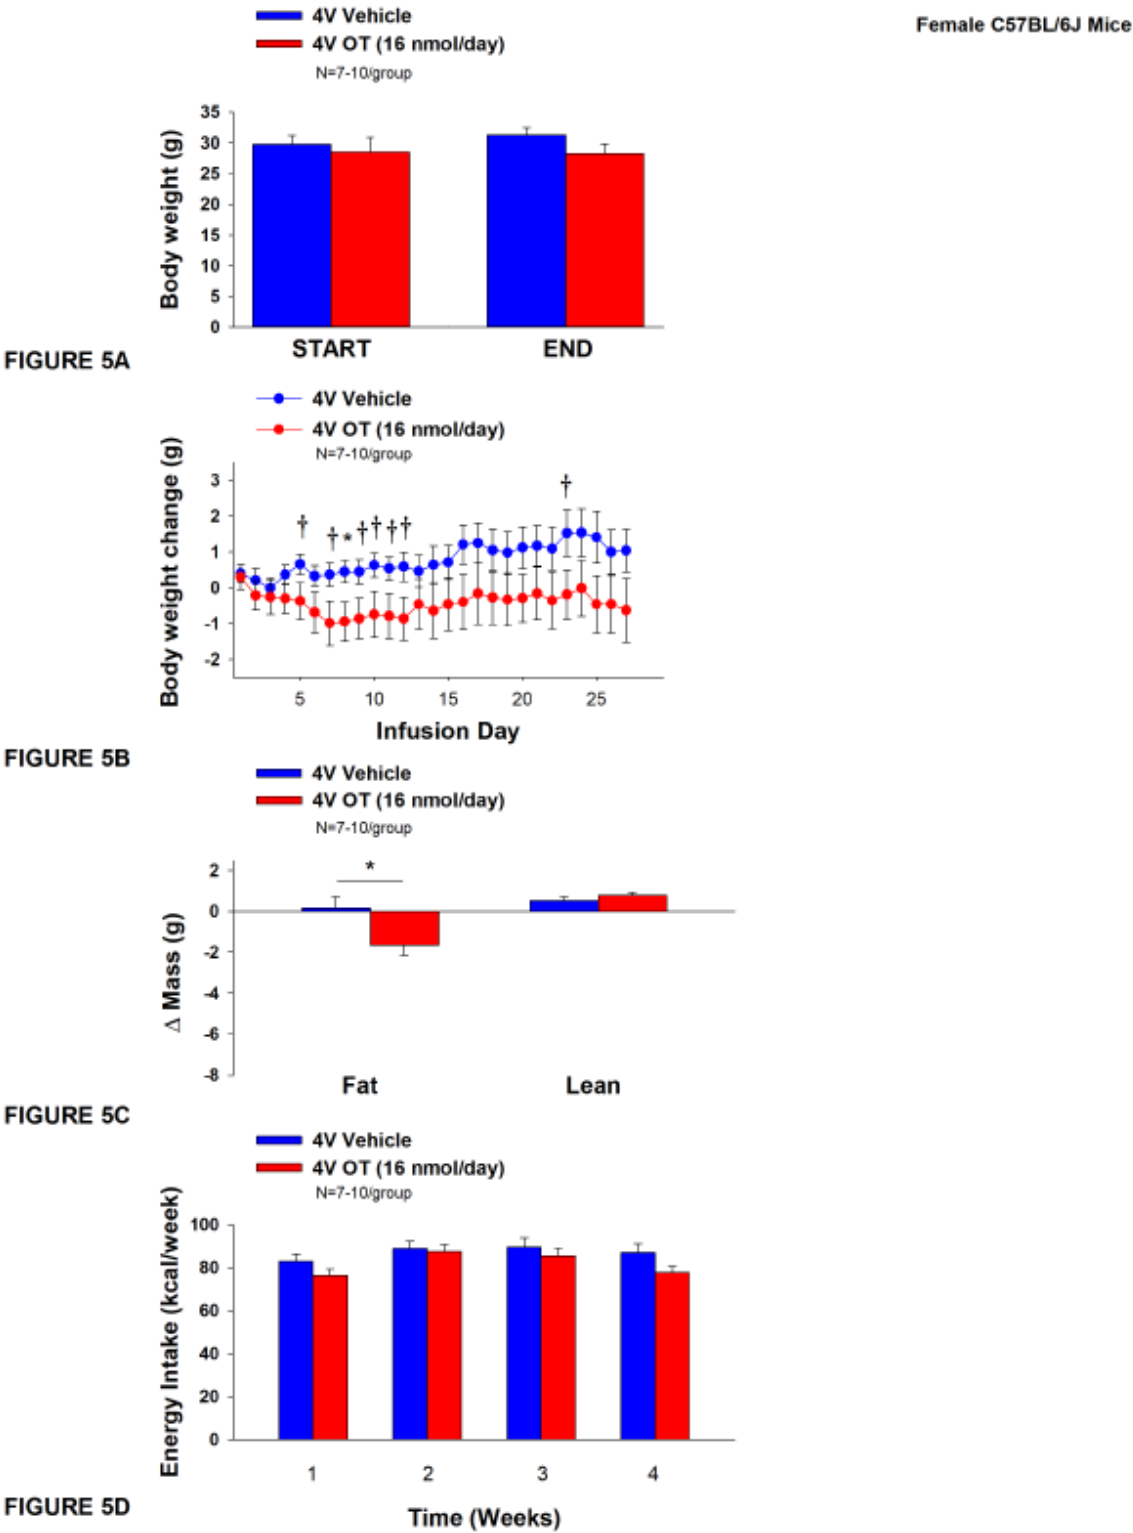 4V Vehicle
Female C57BL/6J Mice
4V OT (16 nmol/day)
N=7-10/group
Body weight (g)
35
30
25
20
15
10
5
0
START
END
FIGURE 5A
4V Vehicle
4V OT (16 nmol/day)
N=7-10/group
Body weight change (g)
3
2
1
0
-1
-2
†
†
*
†
†
†
†
†
5
10
15
20
25
Infusion Day
FIGURE 5B
4V Vehicle
4V OT (16 nmol/day)
N=7-10/group
Δ Mass (g)
2
0
-2
-4
-6
-8
*
Fat
Lean
FIGURE 5C
4V Vehicle
4V OT (16 nmol/day)
N=7-10/group
Energy Intake (kcal/week)
100
80
60
40
20
0
1
2
3
4
FIGURE 5D
Time (Weeks)